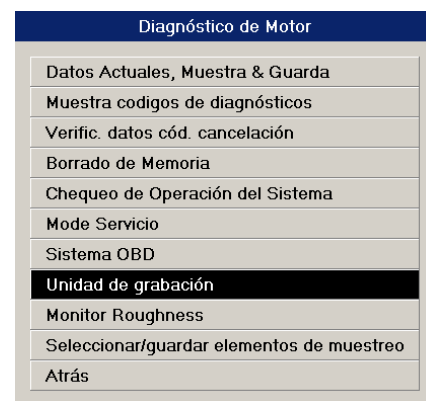 Diagnóstico de Motor
Datos Actuales, Muestra & Guarda
Muestra codigos de diagnósticos
Verific. datos cód. cancelación
Borrado de Memoria
Chequeo de Operación del Sistema
Mode Servicio
Sistema OBD
Unidad de grabación
Monitor Roughness
Seleccionar/guardar elementos de muestreo
Atrás